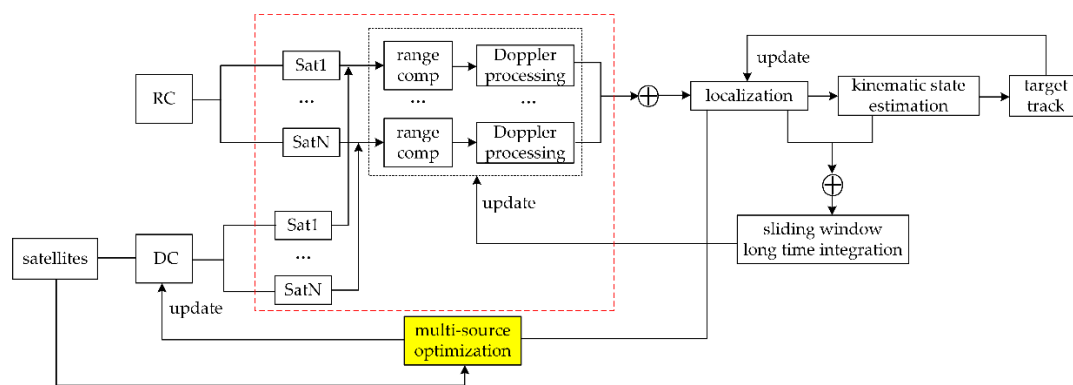 RC
Sat1
...
SatN
range
comp
...
range
comp
Doppler
processing
...
Doppler
processing
update
localization
kinematic state
estimation
target
track
update
sliding window
long time integration
satellites
DC
Sat1
...
SatN
update
multi-source
optimization